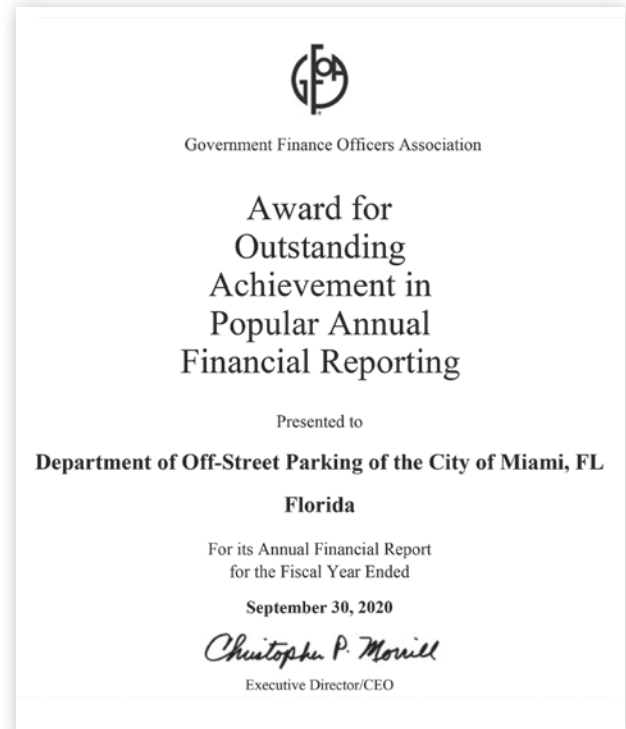 GFOA
Government Finance Officers Association
Award for
Outstanding
Achievement in
Popular Annual
Financial Reporting
Presented to
Department of Off-Street Parking of the City of Miami, FL
Florida
For its Annual Financial Report
for the Fiscal Year Ended
September 30, 2020
Christopher P. Morrill
Executive Director/CEO